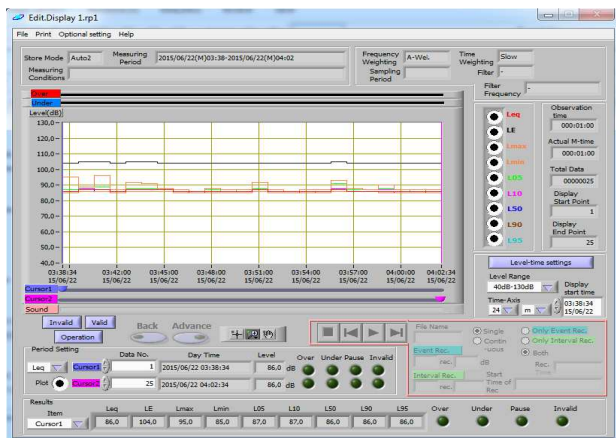 Edit.Display 1.rp1
File Print Optional setting Help
Store Mode Auto2 Measuring Period 2015/06/22(M)03:38-2015/06/22(M)04:02
Measuring Conditions
Frequency Weighting A-Wei. Time Weighting Slow
Sampling Period Filter -
Filter Frequency -
Over
Under
Level(dB)
130,0
120,0
110,0
100,0
90,0
80,0
70,0
60,0
50,0
40,0
03:38:34 03:42:00 03:45:00 03:48:00 03:51:00 03:54:00 03:57:00 04:00:00 04:02:34
15/06/22 15/06/22 15/06/22 15/06/22 15/06/22 15/06/22 15/06/22 15/06/22 15/06/22
Cursor1
Cursor2
Sound
Leq
LE
Lmax
Lmin
L05
L10
L50
L90
L95
Observation time
000:01:00
Actual M-time
000:01:00
Total Data
00000025
Display Start Point
1
Display End Point
25
Level-time settings
Level Range
40dB-130dB
Time-Axis
24 m
Display start time
03:38:34
15/06/22
Invalid Valid
Operation
Back Advance
File Name
Single
Contin-uous
Only Event Rec.
Only Interval Rec.
Both
Event Rec.
rec. dB
Rec. Time
Interval Rec.
rec.
Start Time of Rec
Period Setting
Data No. Day Time Level Over Under Pause Invalid
Leq Cursor1 1 2015/06/22 03:38:34 86,0 dB
Plot Cursor2 25 2015/06/22 04:02:34 86,0 dB
Results
Item Leq LE Lmax Lmin L05 L10 L50 L90 L95 Over Under Pause Invalid
Cursor1 86,0 104,0 95,0 85,0 87,0 87,0 86,0 86,0 86,0